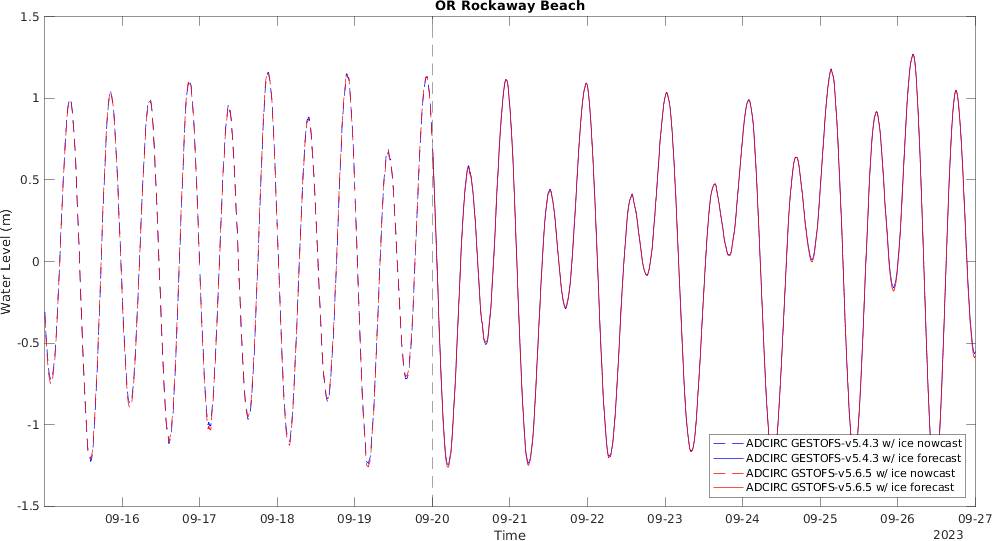 OR Rockaway Beach
1.5
1
0.5
0
-0.5
-1
-1.5
Water Level (m)
ADCIRC GESTOFS-v5.4.3 w/ ice nowcast
ADCIRC GESTOFS-v5.4.3 w/ ice forecast
ADCIRC GSTOFS-v5.6.5 w/ ice nowcast
ADCIRC GSTOFS-v5.6.5 w/ ice forecast
09-16 09-17 09-18 09-19 09-20 09-21 09-22 09-23 09-24 09-25 09-26 09-27
Time
2023